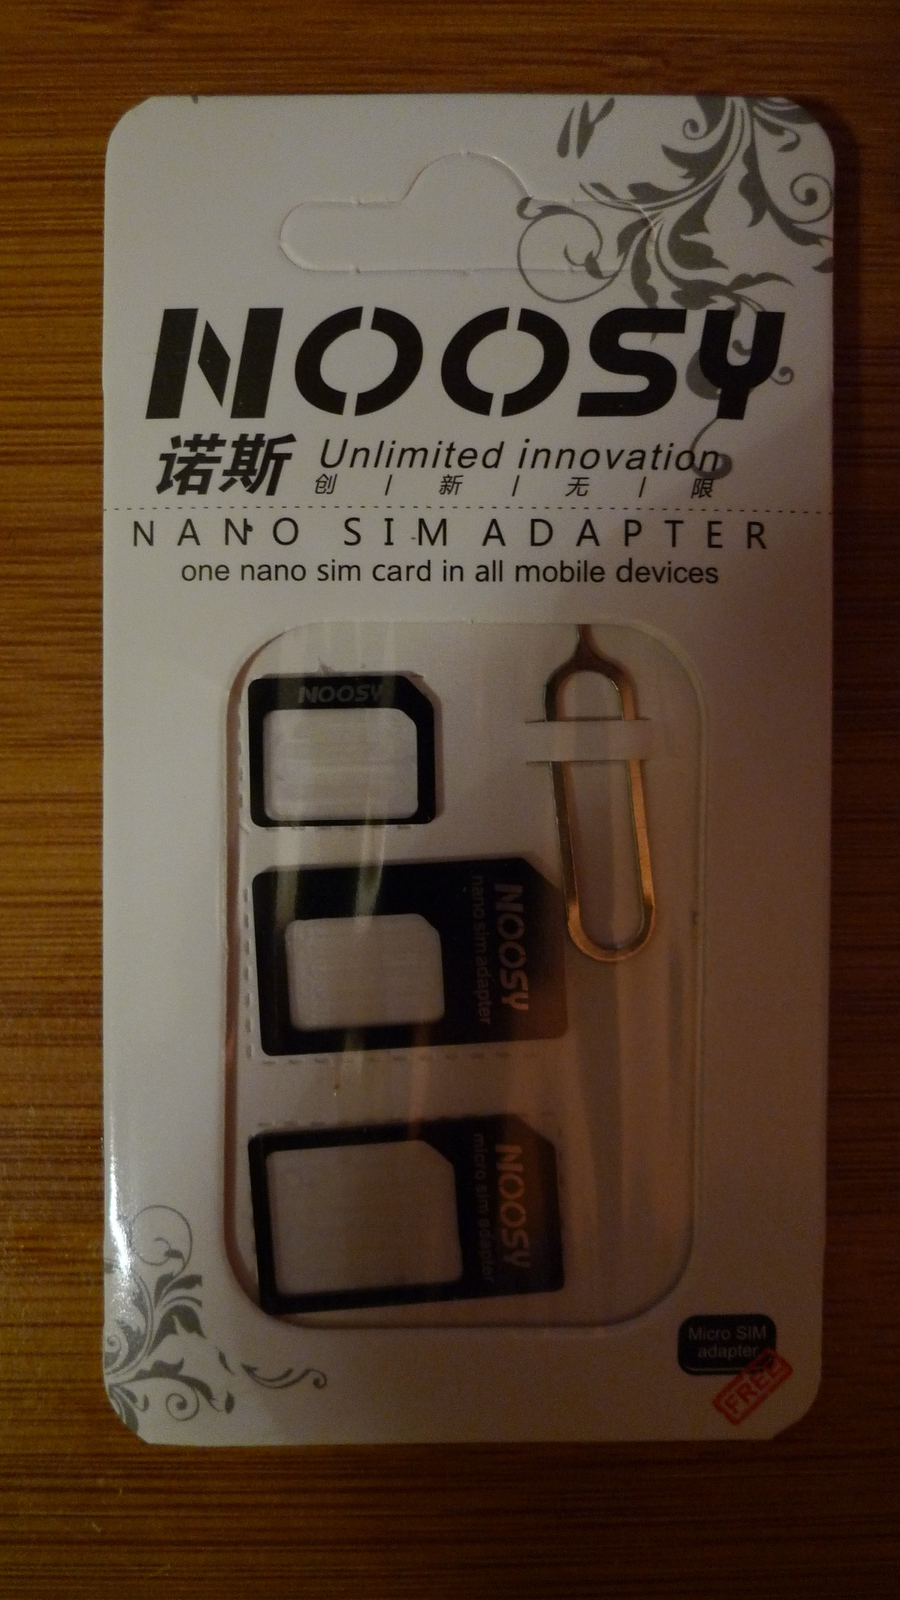 NOOSY
诺斯
Unlimited innovation
创 | 新 | 无 | 限
NANO SIM ADAPTER
one nano sim card in all mobile devices
NOOSY
NOOSY
nano sim adapter
NOOSY
micro sim adapter
Micro SIM
adapter
FREE